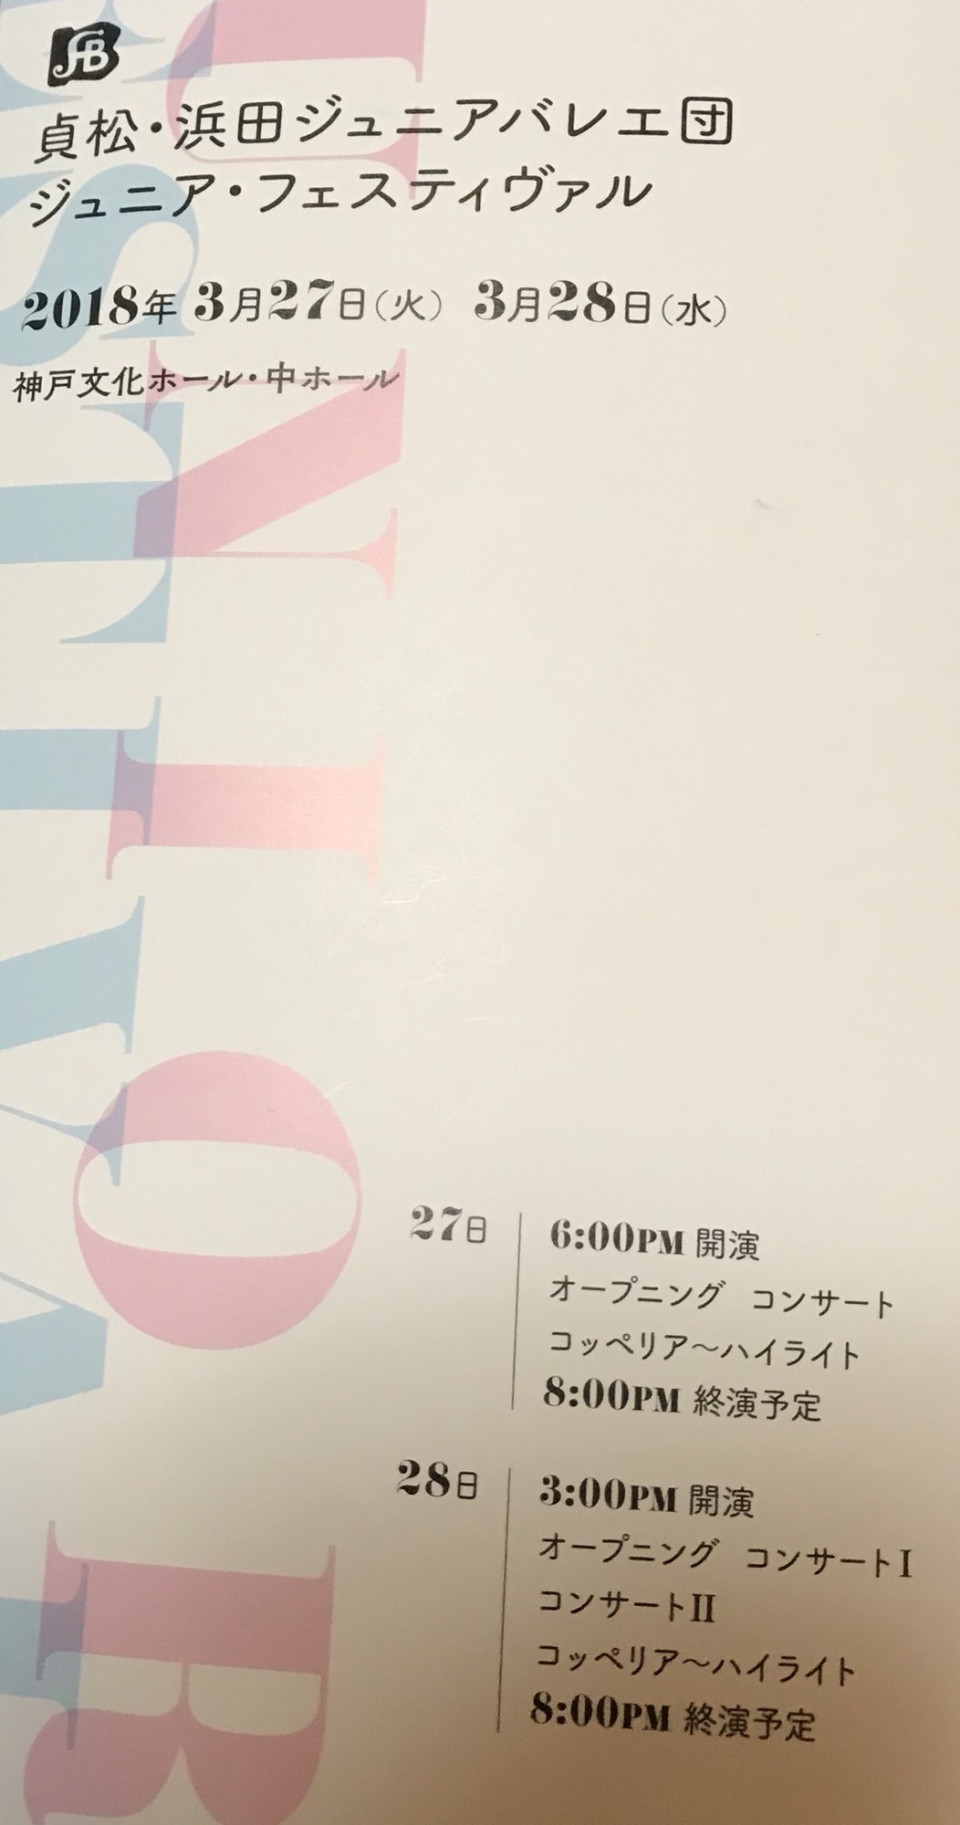 JHB
貞松・浜田ジュニアバレエ団
ジュニア・フェスティヴァル
2018年 3月27日（火） 3月28日（水）
神戸文化ホール・中ホール
JUNIOR
FESTIVAL
27日
6:00PM 開演
オープニング コンサート
コッペリア〜ハイライト
8:00PM 終演予定
28日
3:00PM 開演
オープニング コンサートI
コンサートII
コッペリア〜ハイライト
8:00PM 終演予定